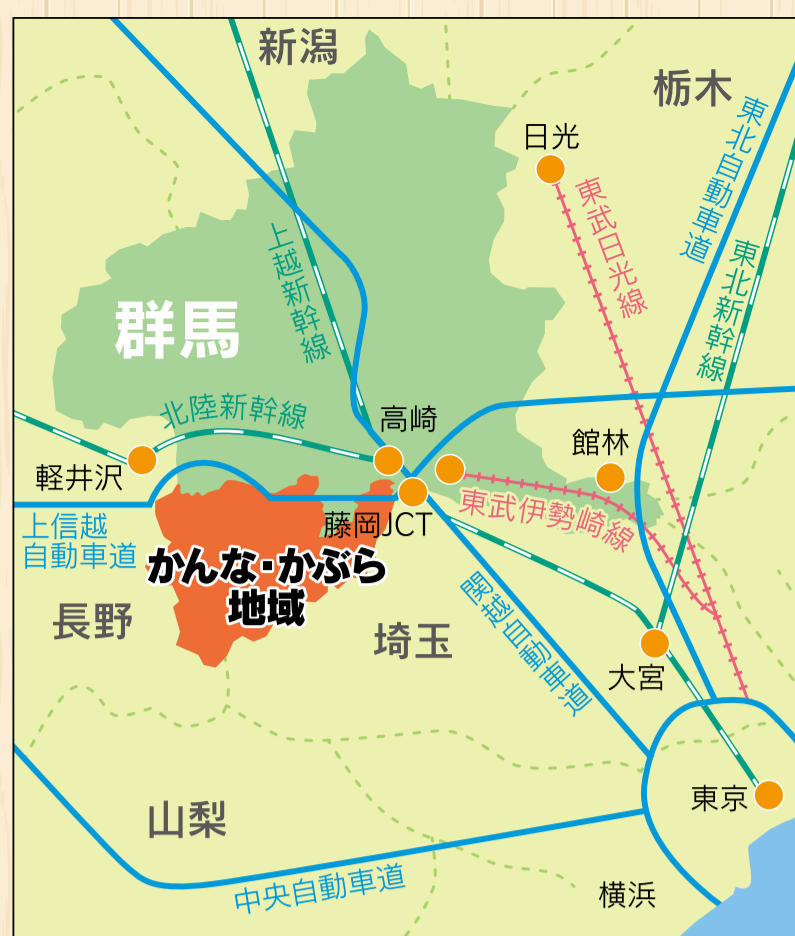 新潟
栃木
日光
東北自動車道
東武日光線
上越新幹線
東北新幹線
群馬
北陸新幹線
高崎
館林
軽井沢
東武伊勢崎線
藤岡JCT
上信越
自動車道
かんな・かぶら
地域
関越自動車道
長野
埼玉
大宮
東京
山梨
中央自動車道
横浜